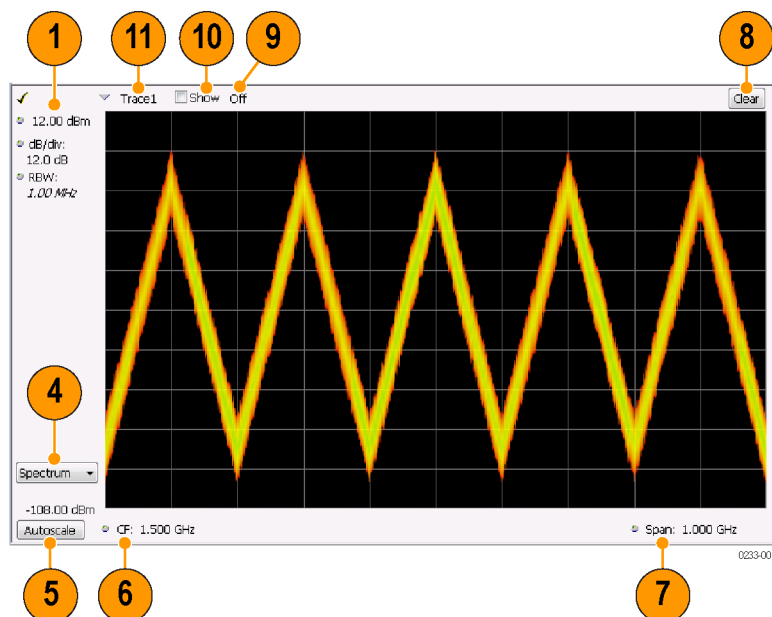 1
11
10
9
8
✓
Trace1
Show
Off
Clear
12.00 dBm
dB/div:
12.0 dB
RBW:
1.00 MHz
4
Spectrum
-108.00 dBm
Autoscale
CF: 1.500 GHz
Span: 1.000 GHz
0233-00
5
6
7